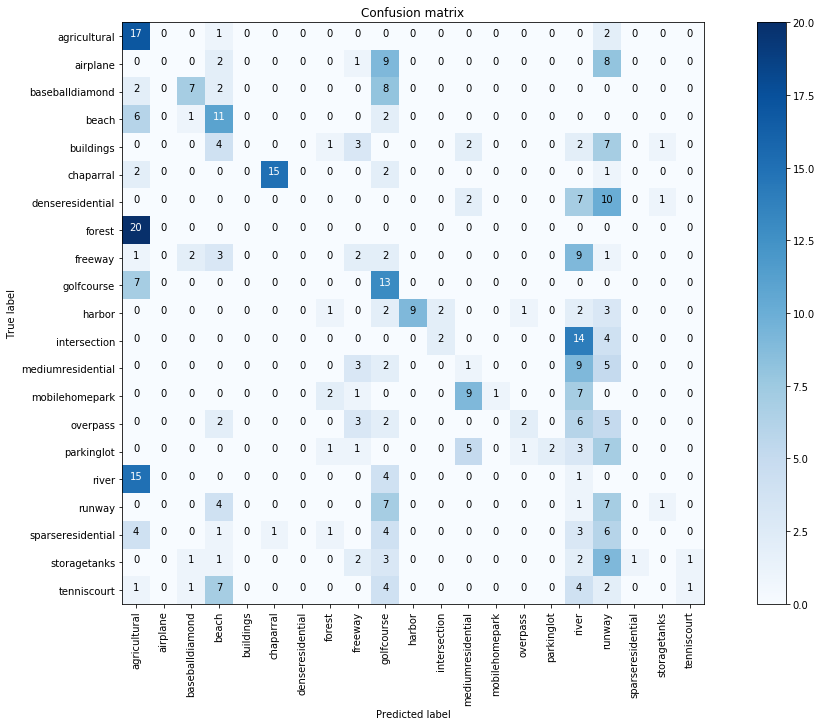 Confusion matrix
True label
agricultural 17 0 0 1 0 0 0 0 0 0 0 0 0 0 0 0 0 2 0 0 0
airplane 0 0 0 2 0 0 0 0 1 9 0 0 0 0 0 0 0 8 0 0 0
baseballdiamond 2 0 7 2 0 0 0 0 0 8 0 0 0 0 0 0 0 0 0 0 0
beach 6 0 1 11 0 0 0 0 0 2 0 0 0 0 0 0 0 0 0 0 0
buildings 0 0 0 4 0 0 0 1 3 0 0 0 2 0 0 0 2 7 0 1 0
chaparral 2 0 0 0 0 15 0 0 0 2 0 0 0 0 0 0 0 1 0 0 0
denseresidential 0 0 0 0 0 0 0 0 0 0 0 0 2 0 0 0 7 10 0 1 0
forest 20 0 0 0 0 0 0 0 0 0 0 0 0 0 0 0 0 0 0 0 0
freeway 1 0 2 3 0 0 0 0 2 2 0 0 0 0 0 0 9 1 0 0 0
golfcourse 7 0 0 0 0 0 0 0 0 13 0 0 0 0 0 0 0 0 0 0 0
harbor 0 0 0 0 0 0 0 1 0 2 9 2 0 0 1 0 2 3 0 0 0
intersection 0 0 0 0 0 0 0 0 0 0 0 2 0 0 0 0 14 4 0 0 0
mediumresidential 0 0 0 0 0 0 0 0 3 2 0 0 1 0 0 0 9 5 0 0 0
mobilehomepark 0 0 0 0 0 0 0 2 1 0 0 0 9 1 0 0 7 0 0 0 0
overpass 0 0 0 2 0 0 0 0 3 2 0 0 0 0 2 0 6 5 0 0 0
parkinglot 0 0 0 0 0 0 0 1 1 0 0 0 5 0 1 2 3 7 0 0 0
river 15 0 0 0 0 0 0 0 0 4 0 0 0 0 0 0 1 0 0 0 0
runway 0 0 0 4 0 0 0 0 0 7 0 0 0 0 0 0 1 7 0 1 0
sparseresidential 4 0 0 1 0 1 0 1 0 4 0 0 0 0 0 0 3 6 0 0 0
storagetanks 0 0 1 1 0 0 0 0 2 3 0 0 0 0 0 0 2 9 1 0 1
tenniscourt 1 0 1 7 0 0 0 0 0 4 0 0 0 0 0 0 4 2 0 0 1
agricultural
airplane
baseballdiamond
beach
buildings
chaparral
denseresidential
forest
freeway
golfcourse
harbor
intersection
mediumresidential
mobilehomepark
overpass
parkinglot
river
runway
sparseresidential
storagetanks
tenniscourt
Predicted label
20.0
17.5
15.0
12.5
10.0
7.5
5.0
2.5
0.0